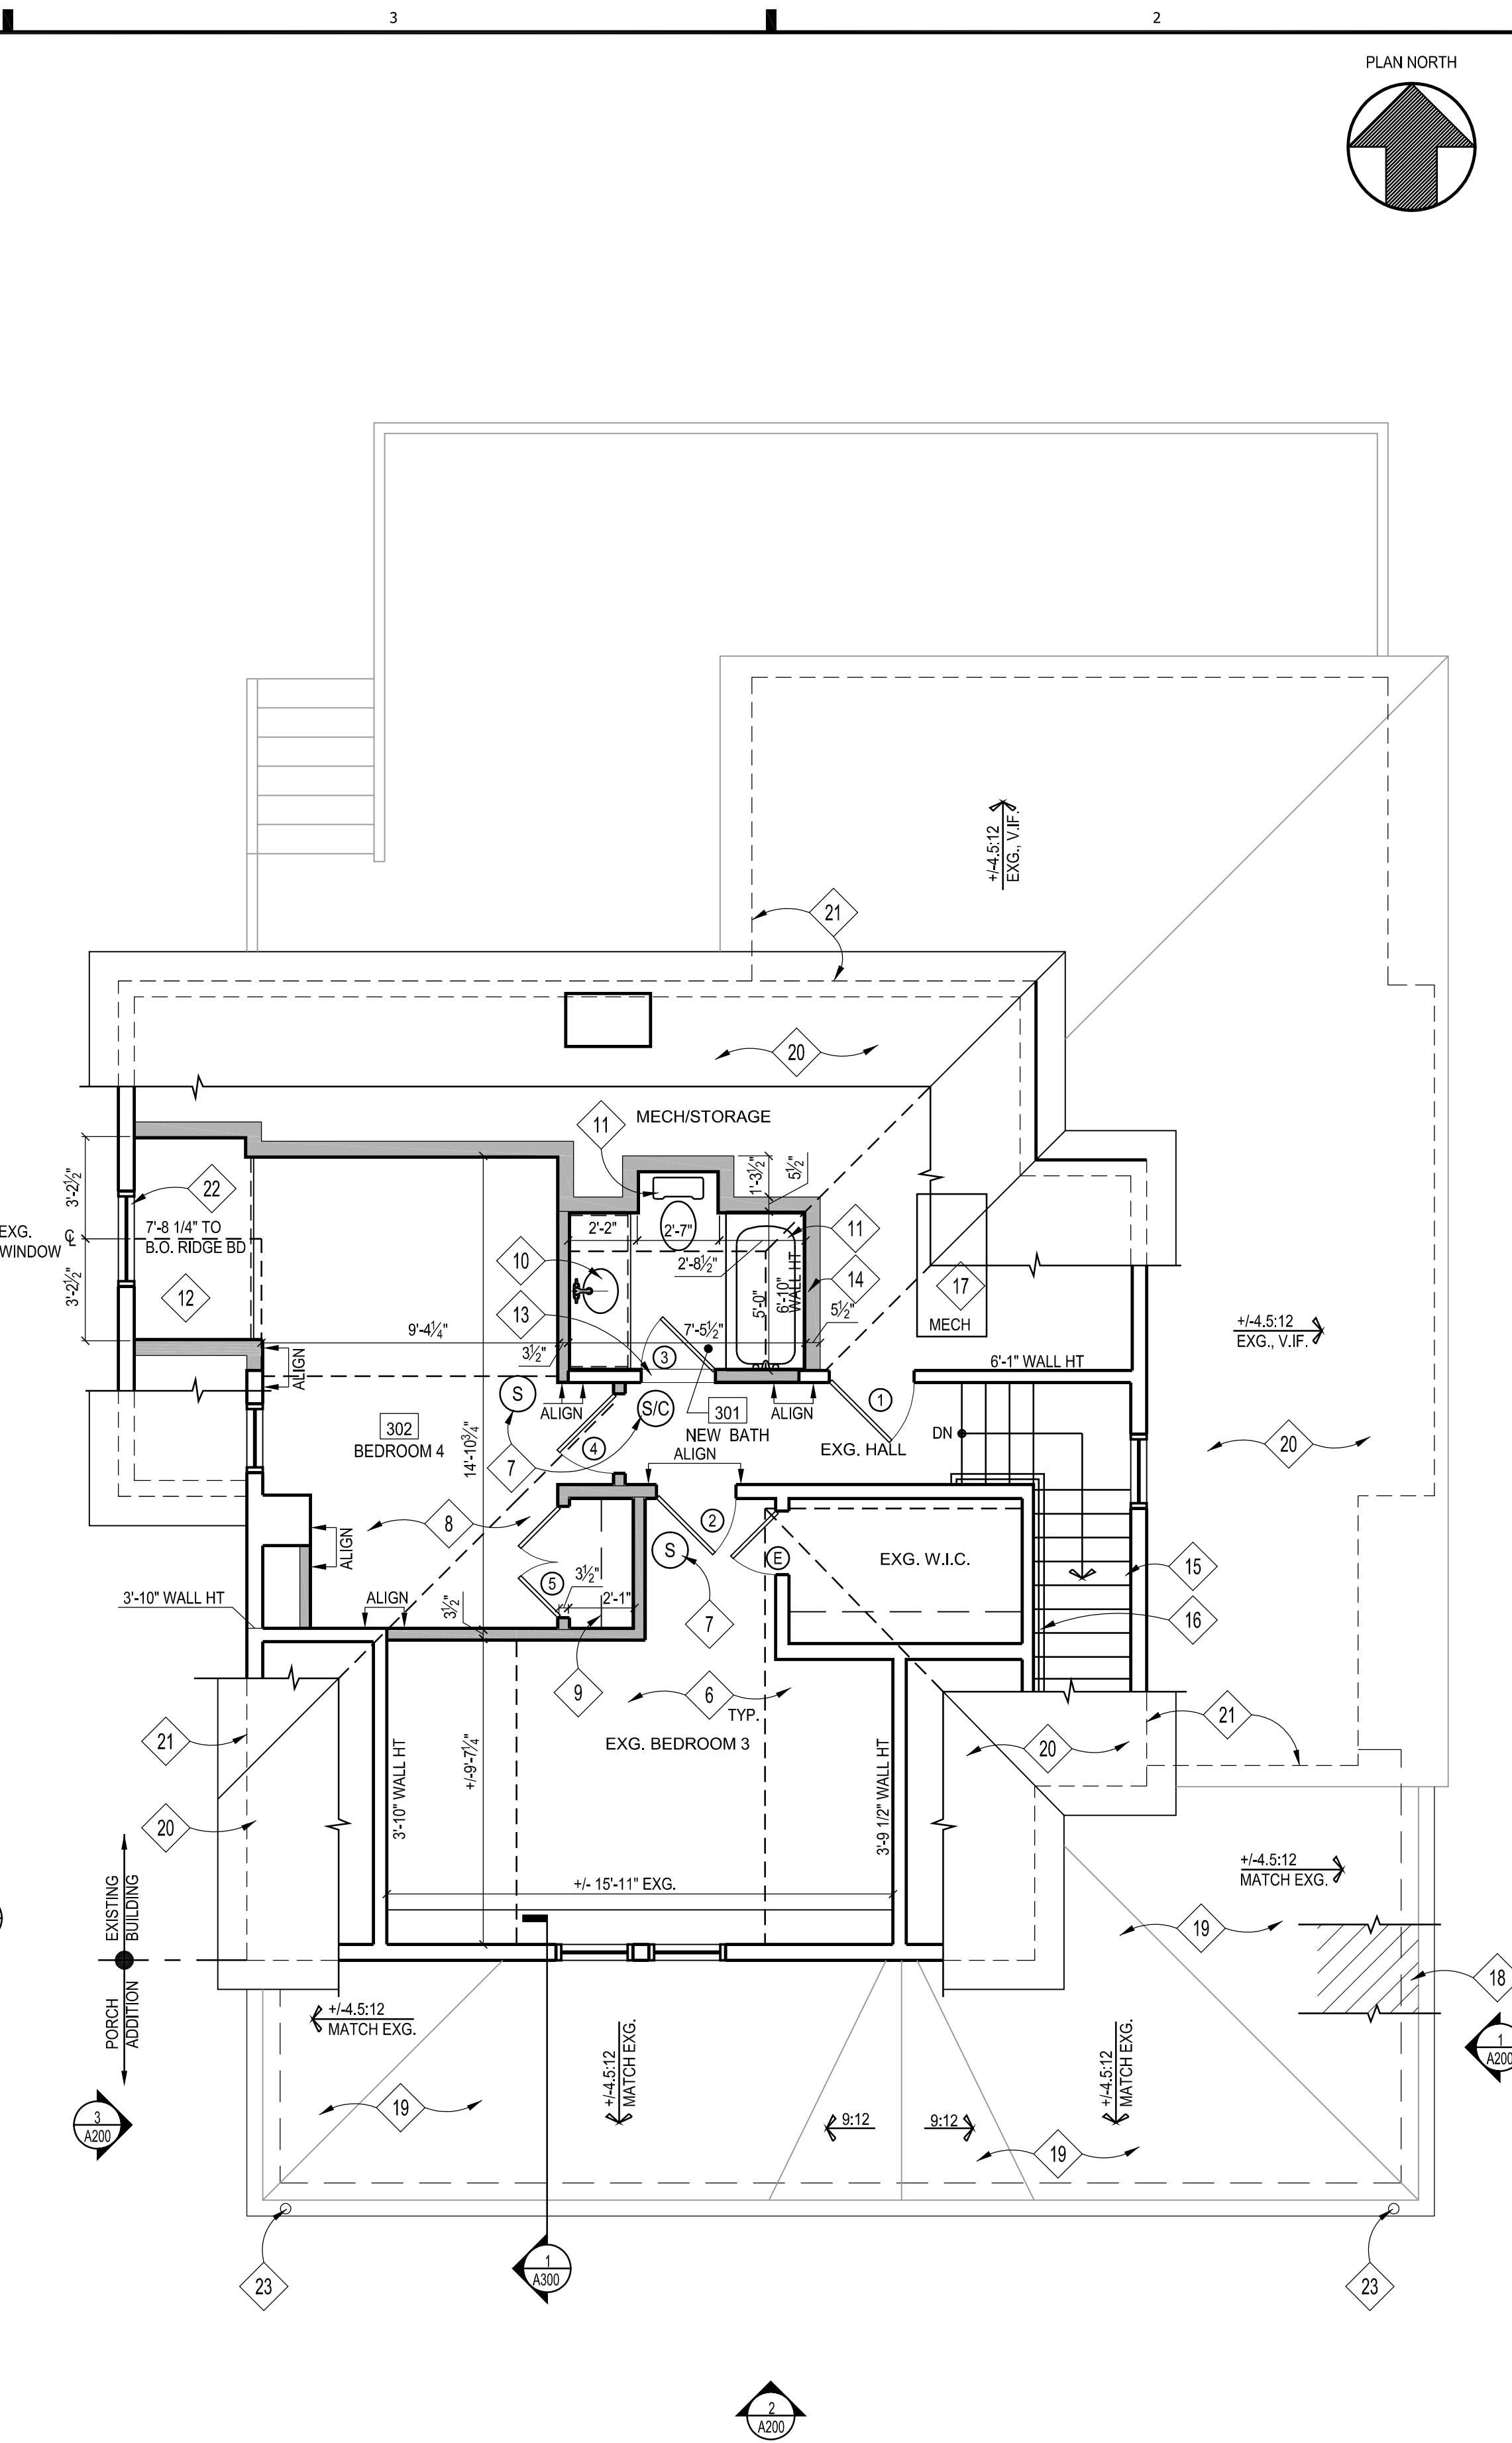 3
2
PLAN NORTH
+/-4.5:12
EXG., V.IF.
21
20
MECH/STORAGE
11
22
3'-2½"
7'-8 1/4" TO
B.O. RIDGE BD
EXG.
WINDOW
3'-2½"
12
1'-3½"
5½"
2'-2"
2'-7"
2'-8½"
11
10
14
17
13
5'-0"
6'-10"
WALL HT
5½"
MECH
9'-4¼"
3½"
7'-5½"
3
+/-4.5:12
EXG., V.IF.
6'-1" WALL HT
ALIGN
S
ALIGN
S/C
301
NEW BATH
ALIGN
1
302
BEDROOM 4
14'-10¾"
4
7
ALIGN
EXG. HALL
DN
20
8
2
S
E
EXG. W.I.C.
ALIGN
5
3½"
2'-1"
15
3'-10" WALL HT
ALIGN
3½"
7
16
9
6
TYP.
EXG. BEDROOM 3
21
21
20
3'-10" WALL HT
+/-9'-7¼"
3'-9 1/2" WALL HT
20
+/- 15'-11" EXG.
EXISTING
BUILDING
PORCH
ADDITION
+/-4.5:12
MATCH EXG.
19
18
+/-4.5:12
MATCH EXG.
+/-4.5:12
MATCH EXG.
+/-4.5:12
MATCH EXG.
1
A200
3
A200
19
9:12
9:12
19
23
1
A300
23
2
A200